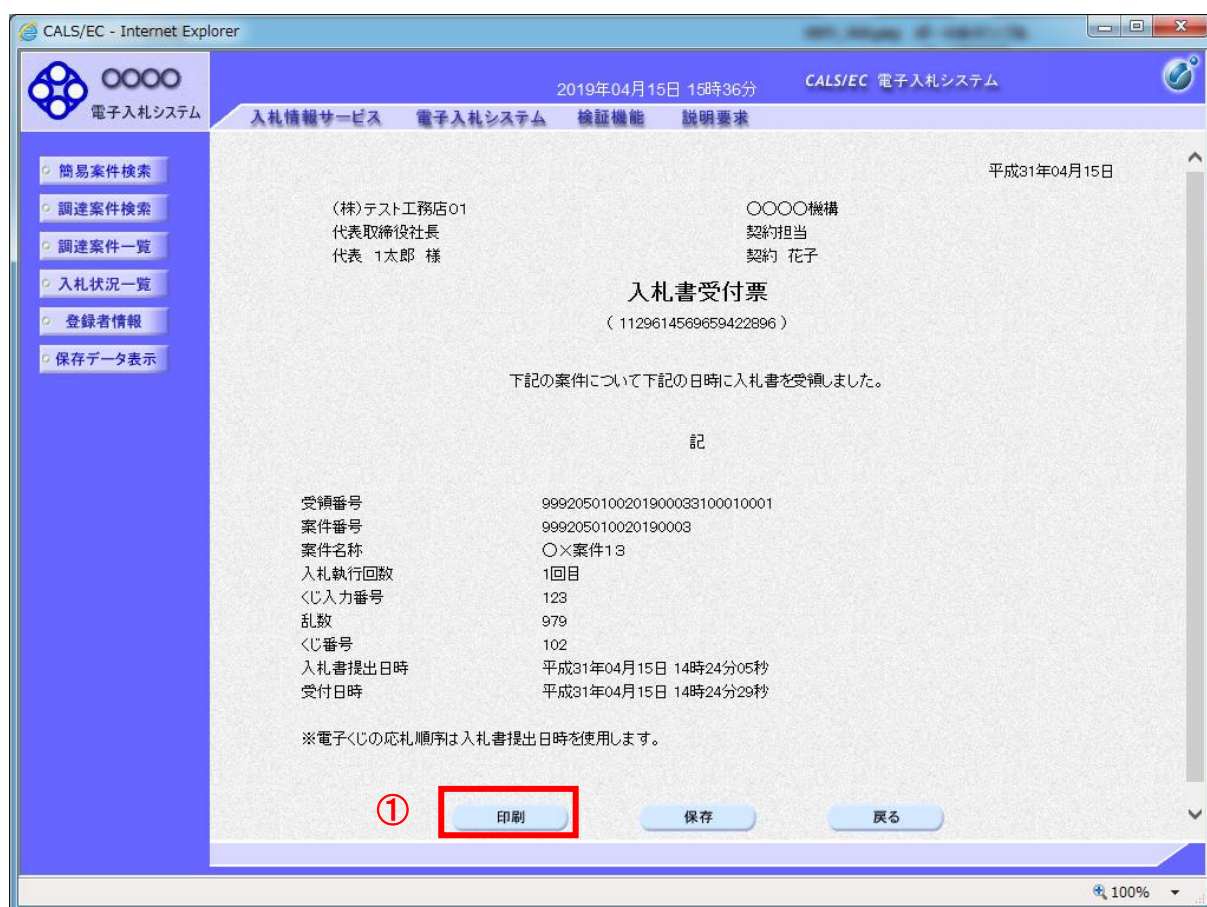 CALS/EC - Internet Explorer
〇〇〇〇
電子入札システム
2019年04月15日 15時36分
CALS/EC 電子入札システム
入札情報サービス 電子入札システム 検証機能 説明要求
簡易案件検索
調達案件検索
調達案件一覧
入札状況一覧
登録者情報
保存データ表示
平成31年04月15日
(株)テスト工務店01 〇〇〇〇機構
代表取締役社長 契約担当
代表 1太郎 様 契約 花子
入札書受付票
( 1129614569659422896 )
下記の案件について下記の日時に入札書を受領しました。
記
受領番号 9992050100201900033100010001
案件番号 999205010020190003
案件名称 〇×案件13
入札執行回数 1回目
くじ入力番号 123
乱数 979
くじ番号 102
入札書提出日時 平成31年04月15日 14時24分05秒
受付日時 平成31年04月15日 14時24分29秒
※電子くじの応札順序は入札書提出日時を使用します。
① 印刷 保存 戻る
100%